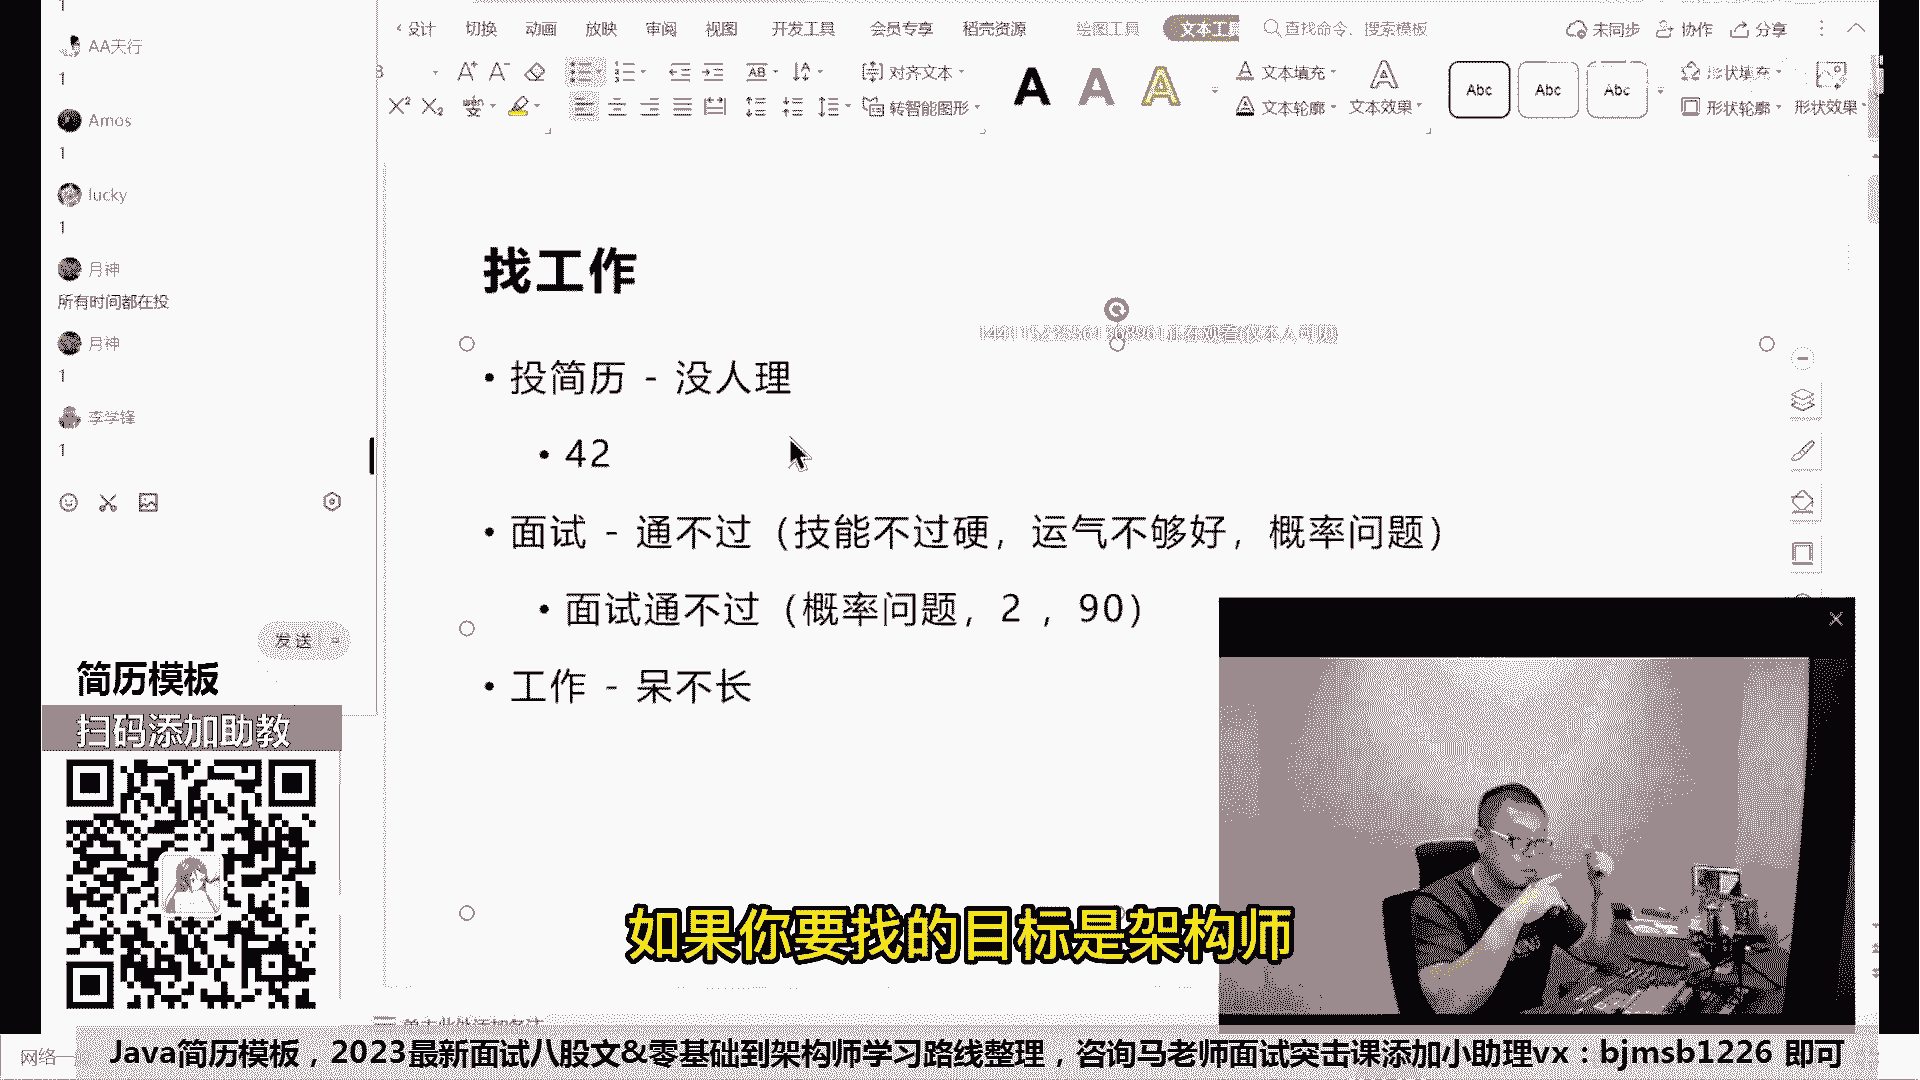 1
AA天行
1
Amos
1
lucky
1
月神
所有时间都在投
月神
1
李学锋
1
发送
设计 切换 动画 放映 审阅 视图 开发工具 会员专享 稻壳资源 绘图工具 文本工具 查找命令、搜索模板 未同步 协作 分享
对齐文本 文本填充 形状填充
转智能图形 文本轮廓 文本效果 形状轮廓 形状效果
Abc Abc Abc
找工作
• 投简历 - 没人理
• 42
• 面试 - 通不过（技能不过硬，运气不够好，概率问题）
• 面试通不过（概率问题，2 ，90）
• 工作 - 呆不长
简历模板
扫码添加助教
如果你要找的目标是架构师
网络一
Java简历模板，2023最新面试八股文&零基础到架构师学习路线整理，咨询马老师面试突击课添加小助理vx：bjmsb1226 即可